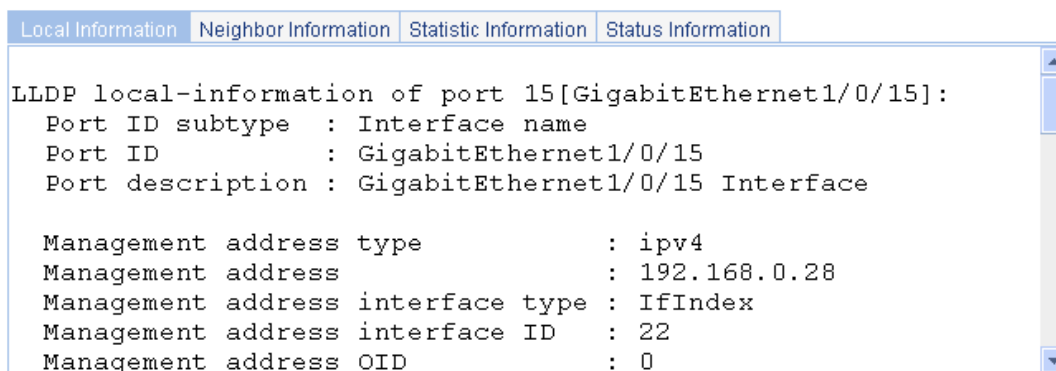 Local Information Neighbor Information Statistic Information Status Information
LLDP local-information of port 15[GigabitEthernet1/0/15]:
Port ID subtype : Interface name
Port ID : GigabitEthernet1/0/15
Port description : GigabitEthernet1/0/15 Interface
Management address type : ipv4
Management address : 192.168.0.28
Management address interface type : IfIndex
Management address interface ID : 22
Management address OID : 0